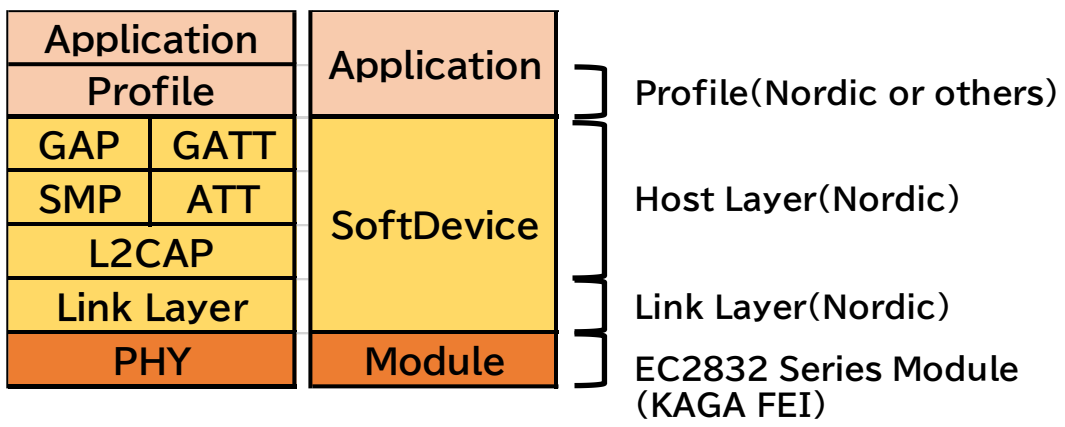 Application
Profile
GAP GATT
SMP ATT
L2CAP
Link Layer
PHY
Application
SoftDevice
Module
Profile(Nordic or others)
Host Layer(Nordic)
Link Layer(Nordic)
EC2832 Series Module
(KAGA FEI)